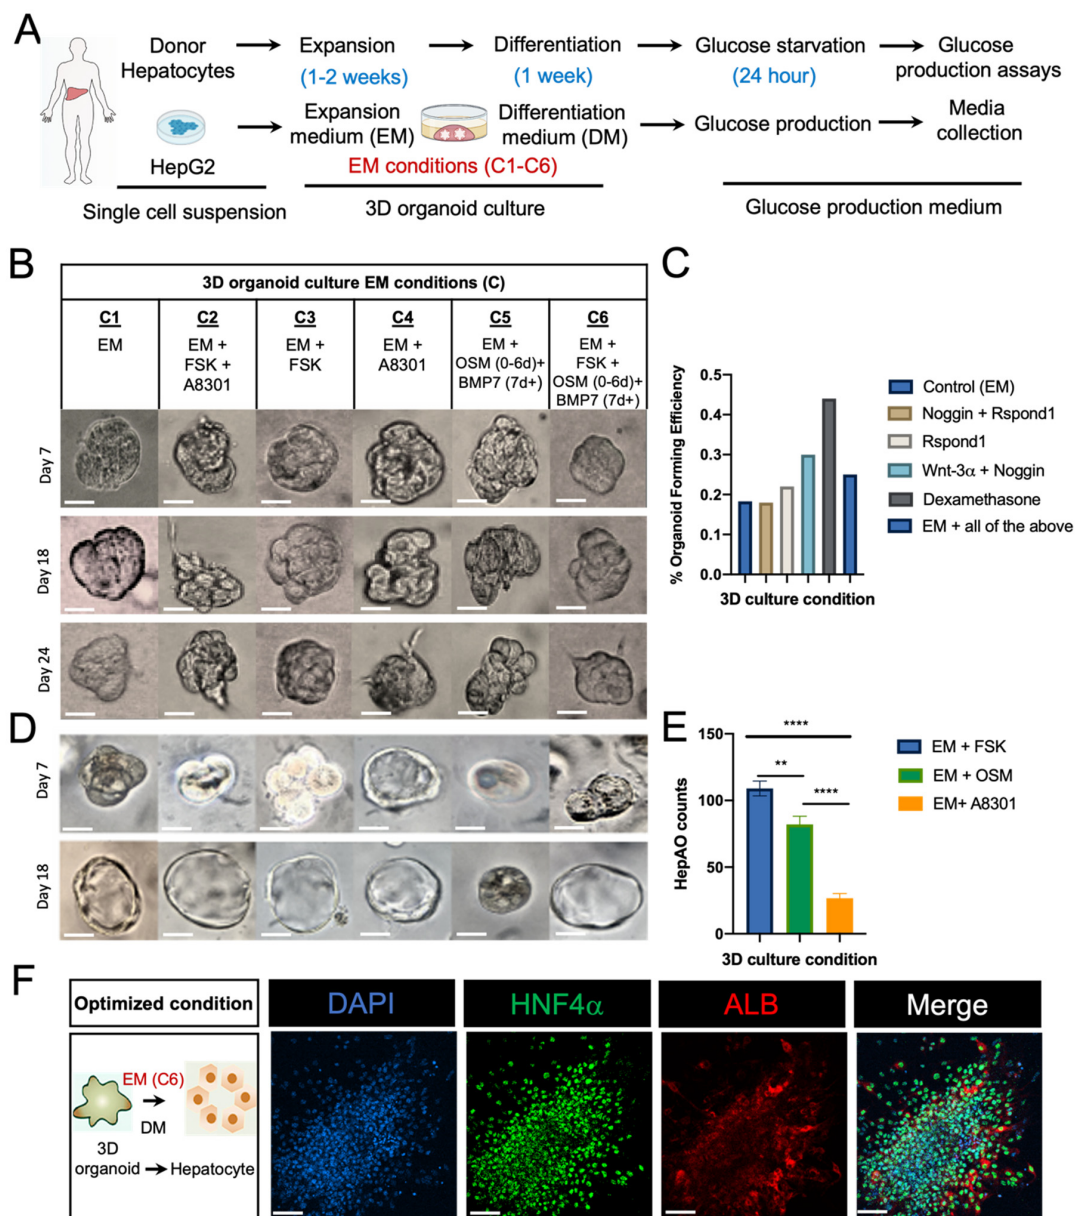 A
Donor
Hepatocytes
Expansion
(1-2 weeks)
Differentiation
(1 week)
Glucose starvation
(24 hour)
Glucose
production assays
HepG2
Expansion
medium (EM)
Differentiation
medium (DM)
EM conditions (C1-C6)
Glucose production
Media
collection
Single cell suspension
3D organoid culture
Glucose production medium
B
3D organoid culture EM conditions (C)
C1
EM
C2
EM +
FSK +
A8301
C3
EM +
FSK
C4
EM +
A8301
C5
EM +
OSM (0-6d)+
BMP7 (7d+)
C6
EM +
FSK +
OSM (0-6d)+
BMP7 (7d+)
Day 7
Day 18
Day 24
C
% Organoid Forming Efficiency
0.5
0.4
0.3
0.2
0.1
0.0
3D culture condition
Control (EM)
Noggin + Rspond1
Rspond1
Wnt-3α + Noggin
Dexamethasone
EM + all of the above
D
Day 7
Day 18
E
HepAO counts
150
100
50
0
****
**
****
3D culture condition
EM + FSK
EM + OSM
EM+ A8301
F
Optimized condition
DAPI
HNF4α
ALB
Merge
EM (C6)
DM
3D
organoid
Hepatocyte